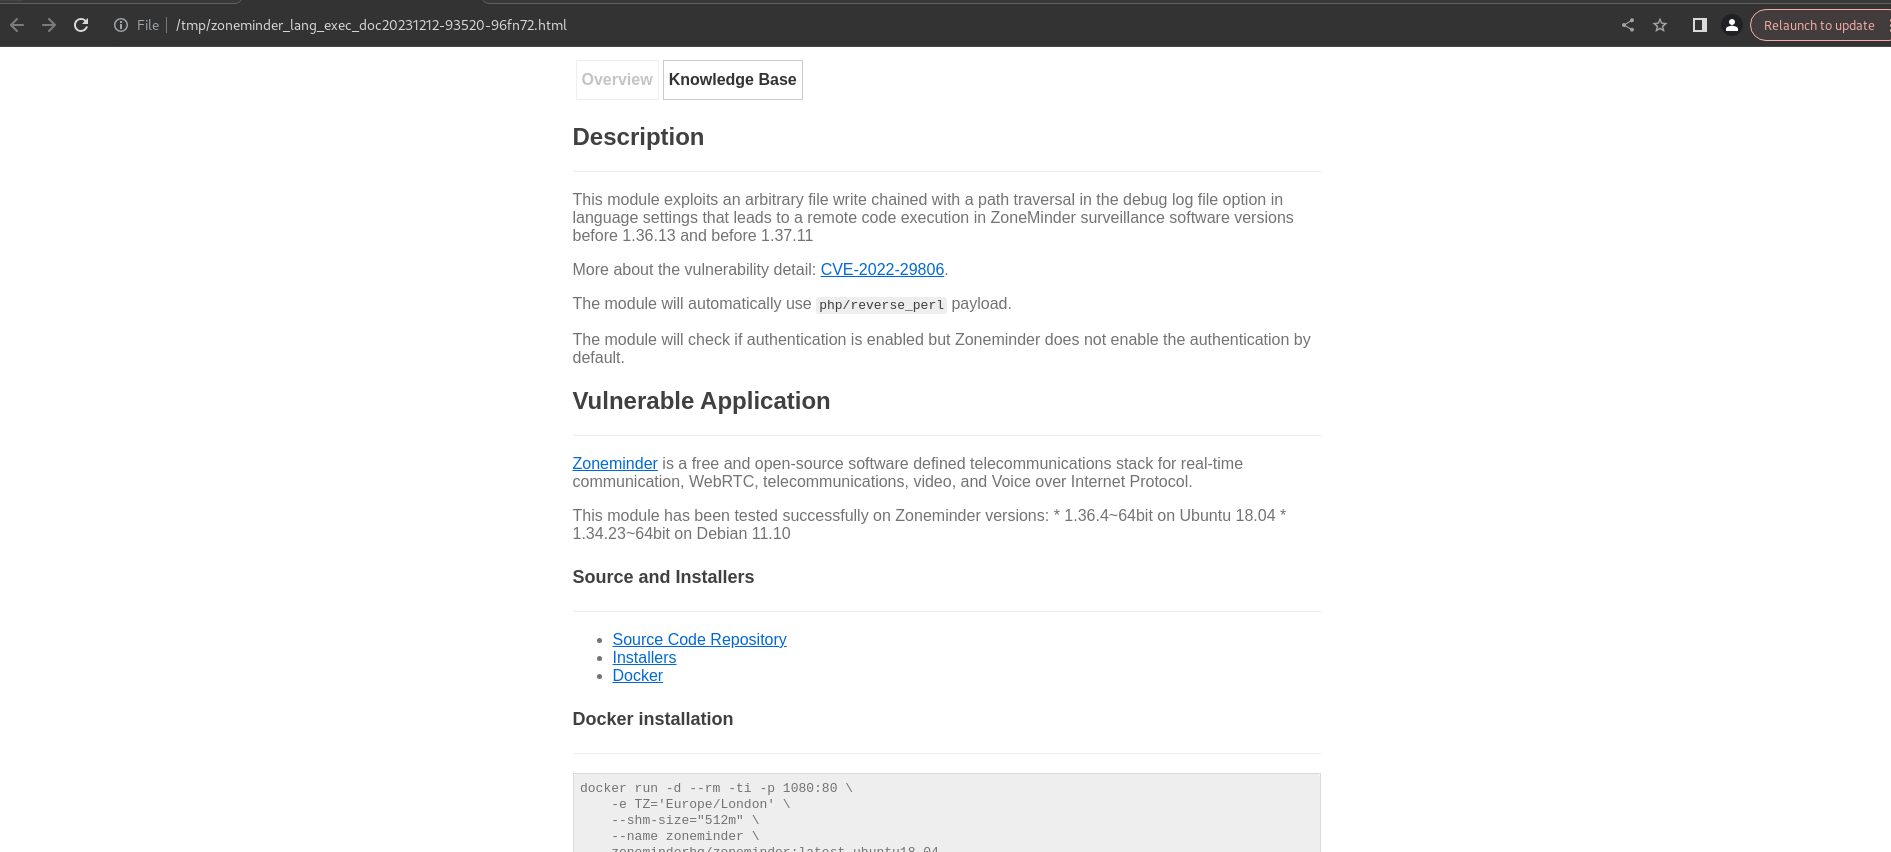 File
/tmp/zoneminder_lang_exec_doc20231212-93520-96fn72.html
Relaunch to update
Overview
Knowledge Base
Description
This module exploits an arbitrary file write chained with a path traversal in the debug log file option in
language settings that leads to a remote code execution in ZoneMinder surveillance software versions
before 1.36.13 and before 1.37.11
More about the vulnerability detail: CVE-2022-29806.
The module will automatically use php/reverse_perl payload.
The module will check if authentication is enabled but Zoneminder does not enable the authentication by
default.
Vulnerable Application
Zoneminder is a free and open-source software defined telecommunications stack for real-time
communication, WebRTC, telecommunications, video, and Voice over Internet Protocol.
This module has been tested successfully on Zoneminder versions: * 1.36.4~64bit on Ubuntu 18.04 *
1.34.23~64bit on Debian 11.10
Source and Installers
Source Code Repository
Installers
Docker
Docker installation
docker run -d --rm -ti -p 1080:80 \
-e TZ='Europe/London' \
--shm-size="512m" \
--name zoneminder \
zoneminderhq/zoneminder:latest-ubuntu18.04